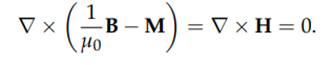 ∇ × (1/μ₀ B − M) = ∇ × H = 0.